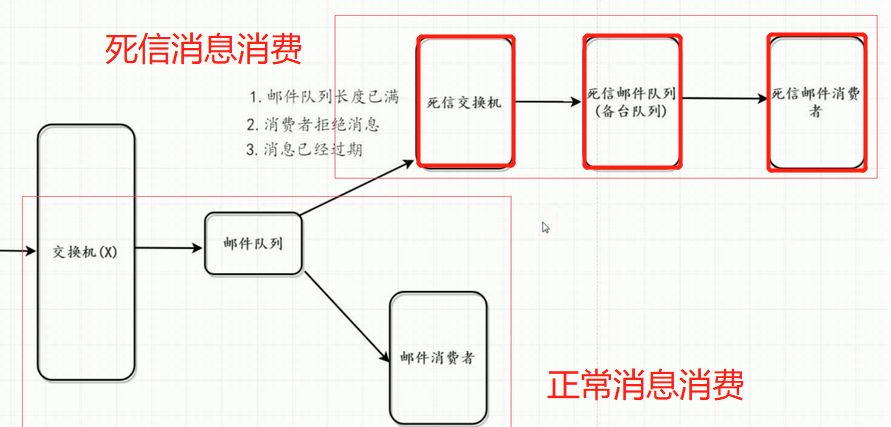 死信消息消费
1. 邮件队列长度已满
2. 消费者拒绝消息
3. 消息已经过期
死信交换机
死信邮件队列
(备台队列)
死信邮件消费
者
交换机(X)
邮件队列
邮件消费者
正常消息消费